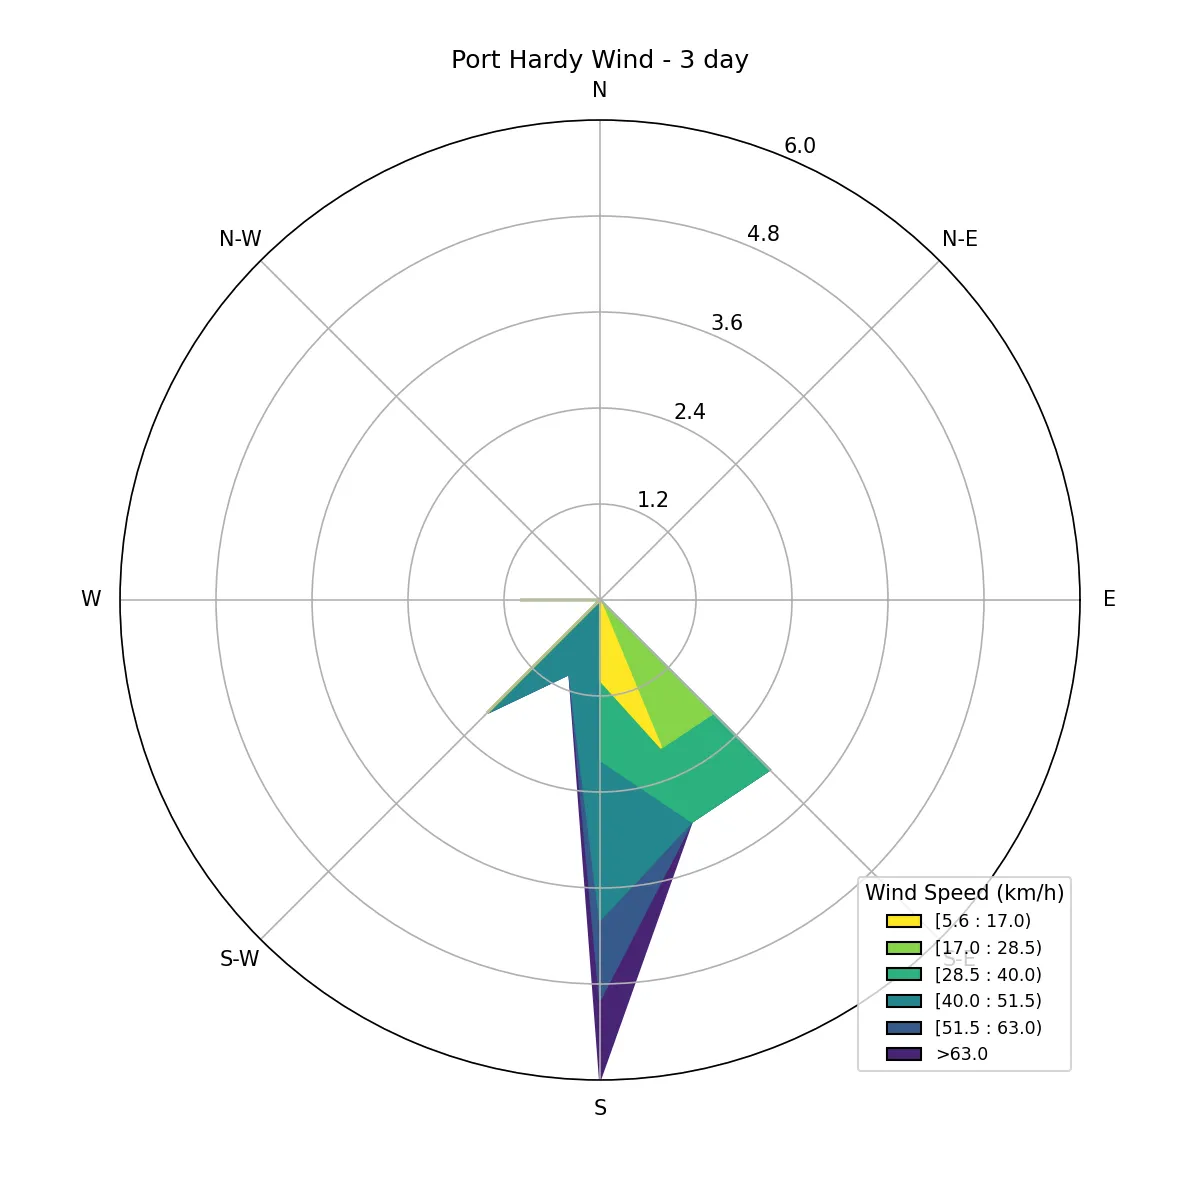 Port Hardy Wind - 3 day
N
6.0
4.8
N-W
N-E
3.6
2.4
1.2
W
E
Wind Speed (km/h)
[5.6 : 17.0)
[17.0 : 28.5)
S-W
S-E
[28.5 : 40.0)
[40.0 : 51.5)
[51.5 : 63.0)
>63.0
S